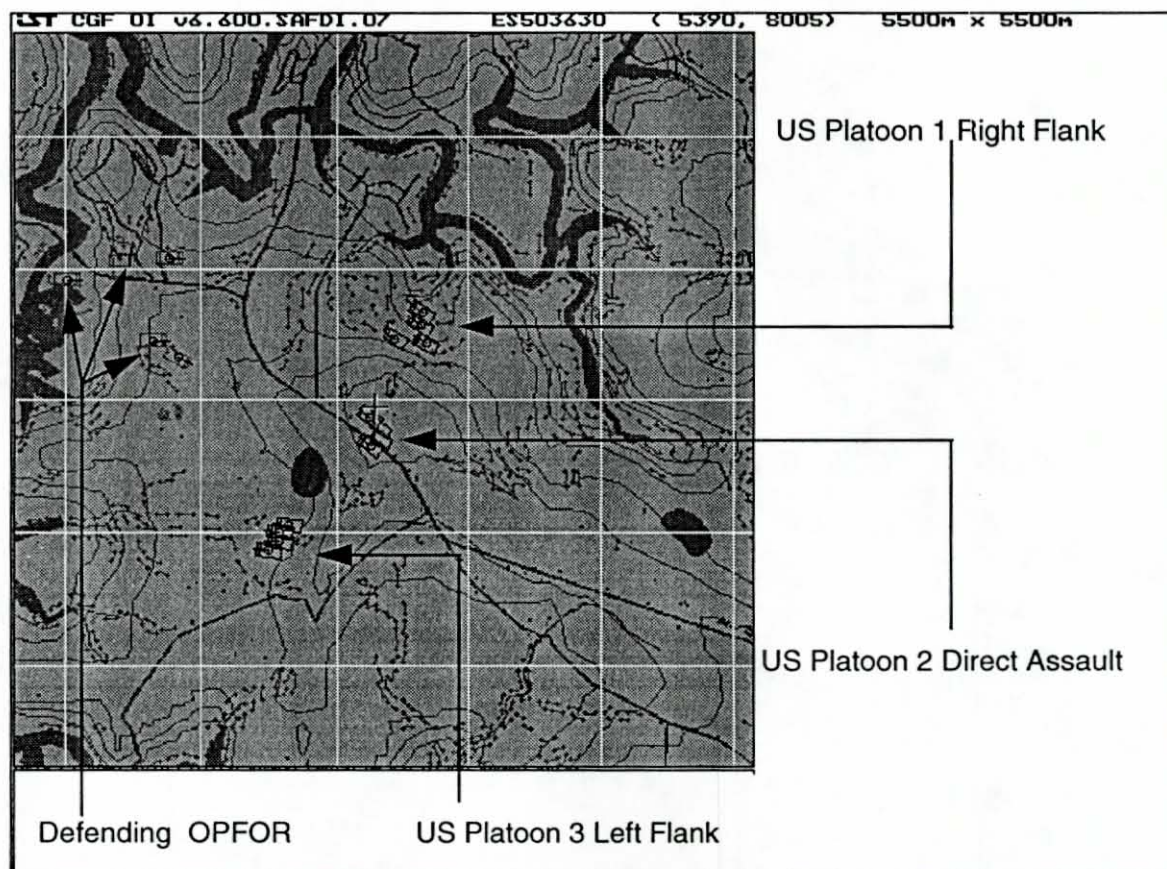 IST CGF OI v6.600.SAFDI.07 ES503630 ( 5390, 8005) 5500m x 5500m
US Platoon 1 Right Flank
US Platoon 2 Direct Assault
Defending OPFOR US Platoon 3 Left Flank